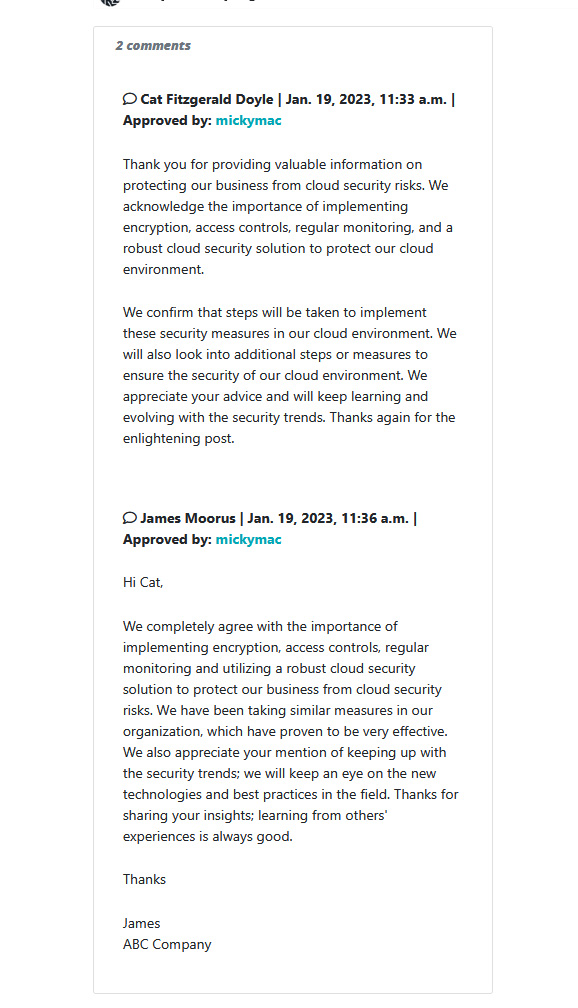 2 comments
Cat Fitzgerald Doyle | Jan. 19, 2023, 11:33 a.m. |
Approved by: mickymac
Thank you for providing valuable information on
protecting our business from cloud security risks. We
acknowledge the importance of implementing
encryption, access controls, regular monitoring, and a
robust cloud security solution to protect our cloud
environment.
We confirm that steps will be taken to implement
these security measures in our cloud environment. We
will also look into additional steps or measures to
ensure the security of our cloud environment. We
appreciate your advice and will keep learning and
evolving with the security trends. Thanks again for the
enlightening post.
James Moorus | Jan. 19, 2023, 11:36 a.m. |
Approved by: mickymac
Hi Cat,
We completely agree with the importance of
implementing encryption, access controls, regular
monitoring and utilizing a robust cloud security
solution to protect our business from cloud security
risks. We have been taking similar measures in our
organization, which have proven to be very effective.
We also appreciate your mention of keeping up with
the security trends; we will keep an eye on the new
technologies and best practices in the field. Thanks for
sharing your insights; learning from others'
experiences is always good.
Thanks
James
ABC Company